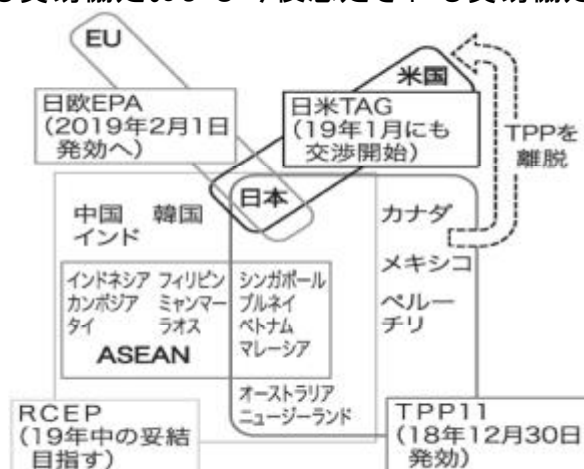 EU
米国
日欧EPA
(2019年2月1日
発効へ)
日米TAG
(19年1月にも
交渉開始)
TPPを
離脱
日本
中国 韓国
インド
カナダ
メキシコ
ペルー
チリ
インドネシア フィリピン シンガポール
カンボジア ミャンマー ブルネイ
タイ ラオス ベトナム
マレーシア
ASEAN
オーストラリア
ニュージーランド
RCEP
(19年中の妥結
目指す)
TPP11
(18年12月30日
発効)